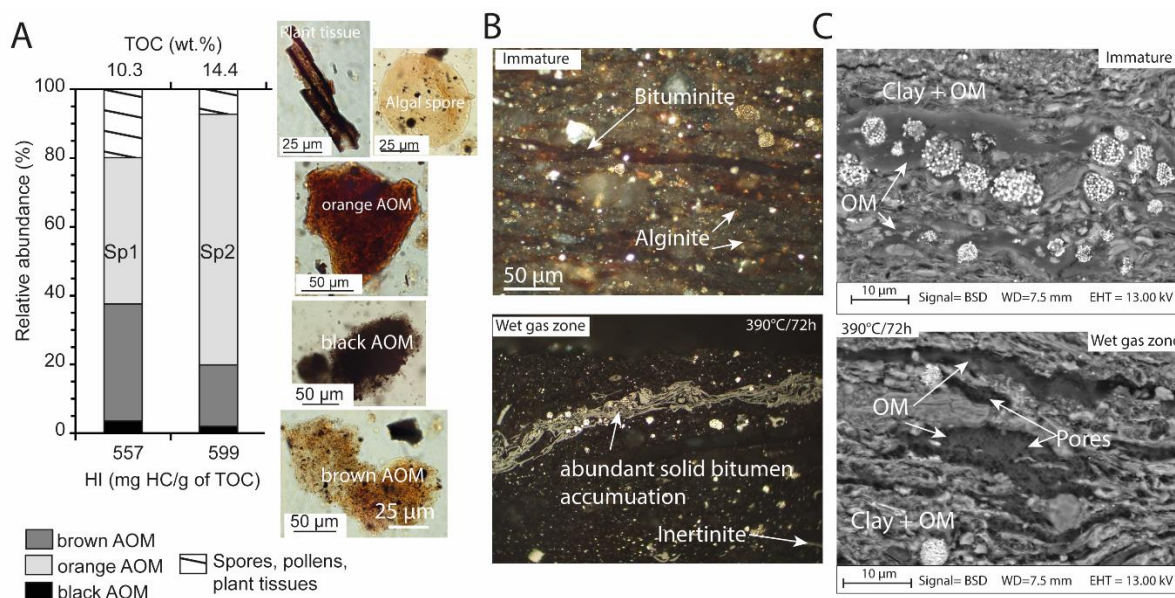 A
TOC (wt.%)
10.3 14.4
Relative abundance (%)
100
80
60
40
20
0
Sp1
Sp2
557 599
HI (mg HC/g of TOC)
brown AOM
orange AOM
black AOM
Spores, pollens,
plant tissues
Plant tissue
25 µm
Algal spore
25 µm
orange AOM
50 µm
black AOM
50 µm
brown AOM
25 µm
50 µm
B
Immature
Bituminite
Alginite
50 µm
Wet gas zone
390°C/72h
abundant solid bitumen
accumuation
Inertinite
C
Immature
Clay + OM
OM
10 µm Signal= BSD WD=7.5 mm EHT = 13.00 kV
390°C/72h
Wet gas zone
OM
Pores
Clay + OM
10 µm Signal= BSD WD=7.5 mm EHT = 13.00 kV